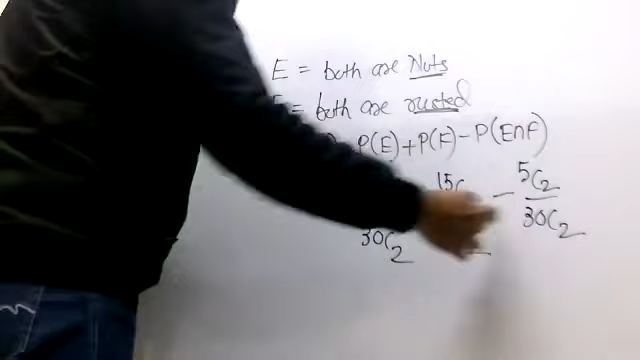 E = both are Nuts
= both are rusted
P(E)+P(F)-P(E∩F)
15C - 5C2
30C2 30C2